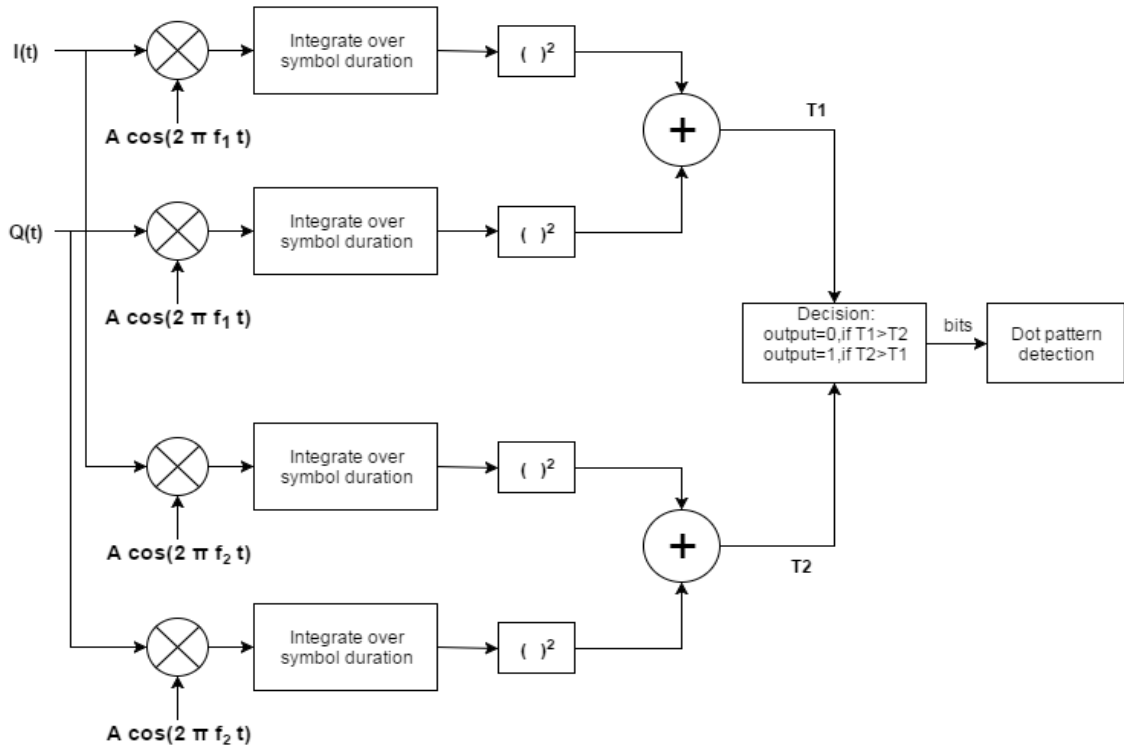 I(t)
Integrate over
symbol duration
( )²
A cos(2 π f₁ t)
+
T1
Q(t)
Integrate over
symbol duration
( )²
A cos(2 π f₁ t)
Decision:
output=0,if T1>T2
output=1,if T2>T1
bits
Dot pattern
detection
Integrate over
symbol duration
( )²
A cos(2 π f₂ t)
+
T2
Integrate over
symbol duration
( )²
A cos(2 π f₂ t)